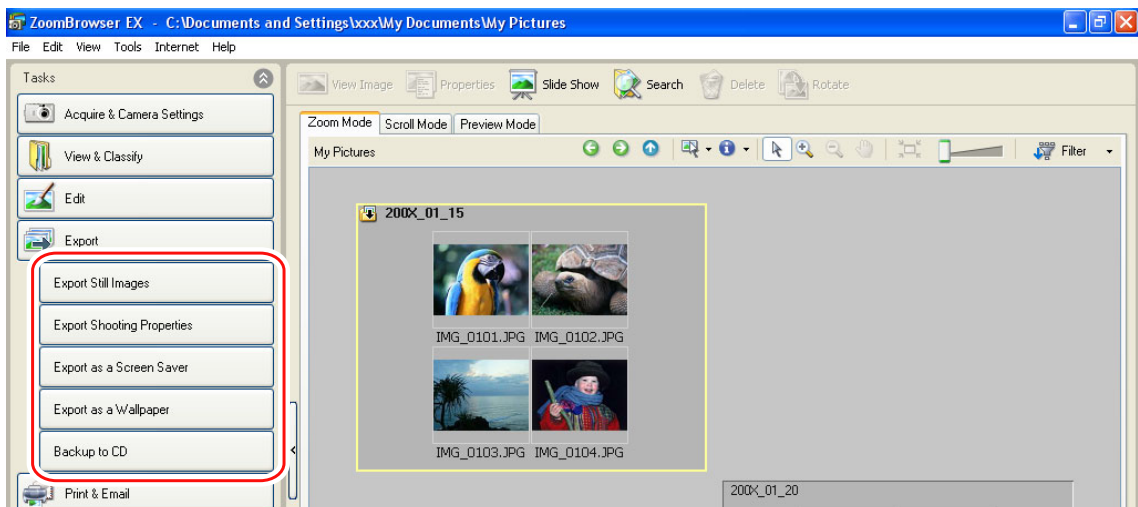 ZoomBrowser EX - C:\Documents and Settings\xxx\My Documents\My Pictures
File Edit View Tools Internet Help
Tasks
Acquire & Camera Settings
View & Classify
Edit
Export
Export Still Images
Export Shooting Properties
Export as a Screen Saver
Export as a Wallpaper
Backup to CD
Print & Email
View Image Properties Slide Show Search Delete Rotate
Zoom Mode Scroll Mode Preview Mode
My Pictures Filter
200X_01_15
IMG_0101.JPG IMG_0102.JPG
IMG_0103.JPG IMG_0104.JPG
200X_01_20